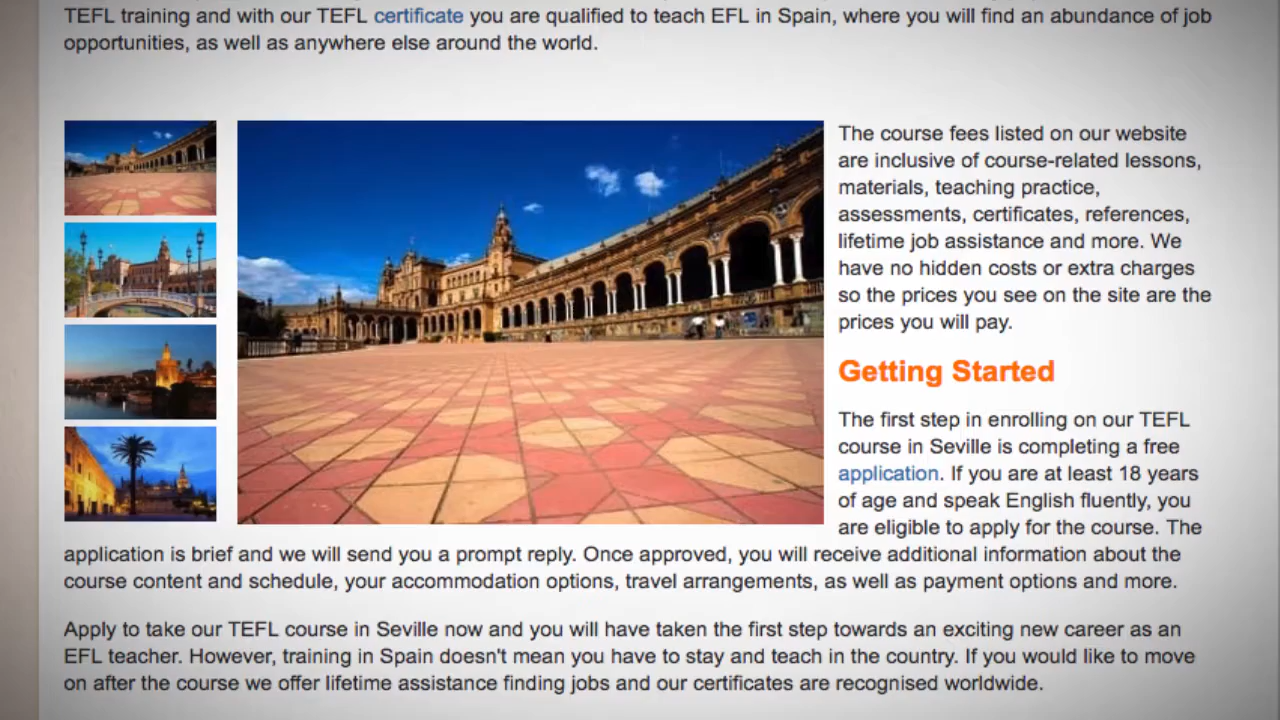 TEFL training and with our TEFL certificate you are qualified to teach EFL in Spain, where you will find an abundance of job
opportunities, as well as anywhere else around the world.
The course fees listed on our website
are inclusive of course-related lessons,
materials, teaching practice,
assessments, certificates, references,
lifetime job assistance and more. We
have no hidden costs or extra charges
so the prices you see on the site are the
prices you will pay.
Getting Started
The first step in enrolling on our TEFL
course in Seville is completing a free
application. If you are at least 18 years
of age and speak English fluently, you
are eligible to apply for the course. The
application is brief and we will send you a prompt reply. Once approved, you will receive additional information about the
course content and schedule, your accommodation options, travel arrangements, as well as payment options and more.
Apply to take our TEFL course in Seville now and you will have taken the first step towards an exciting new career as an
EFL teacher. However, training in Spain doesn't mean you have to stay and teach in the country. If you would like to move
on after the course we offer lifetime assistance finding jobs and our certificates are recognised worldwide.